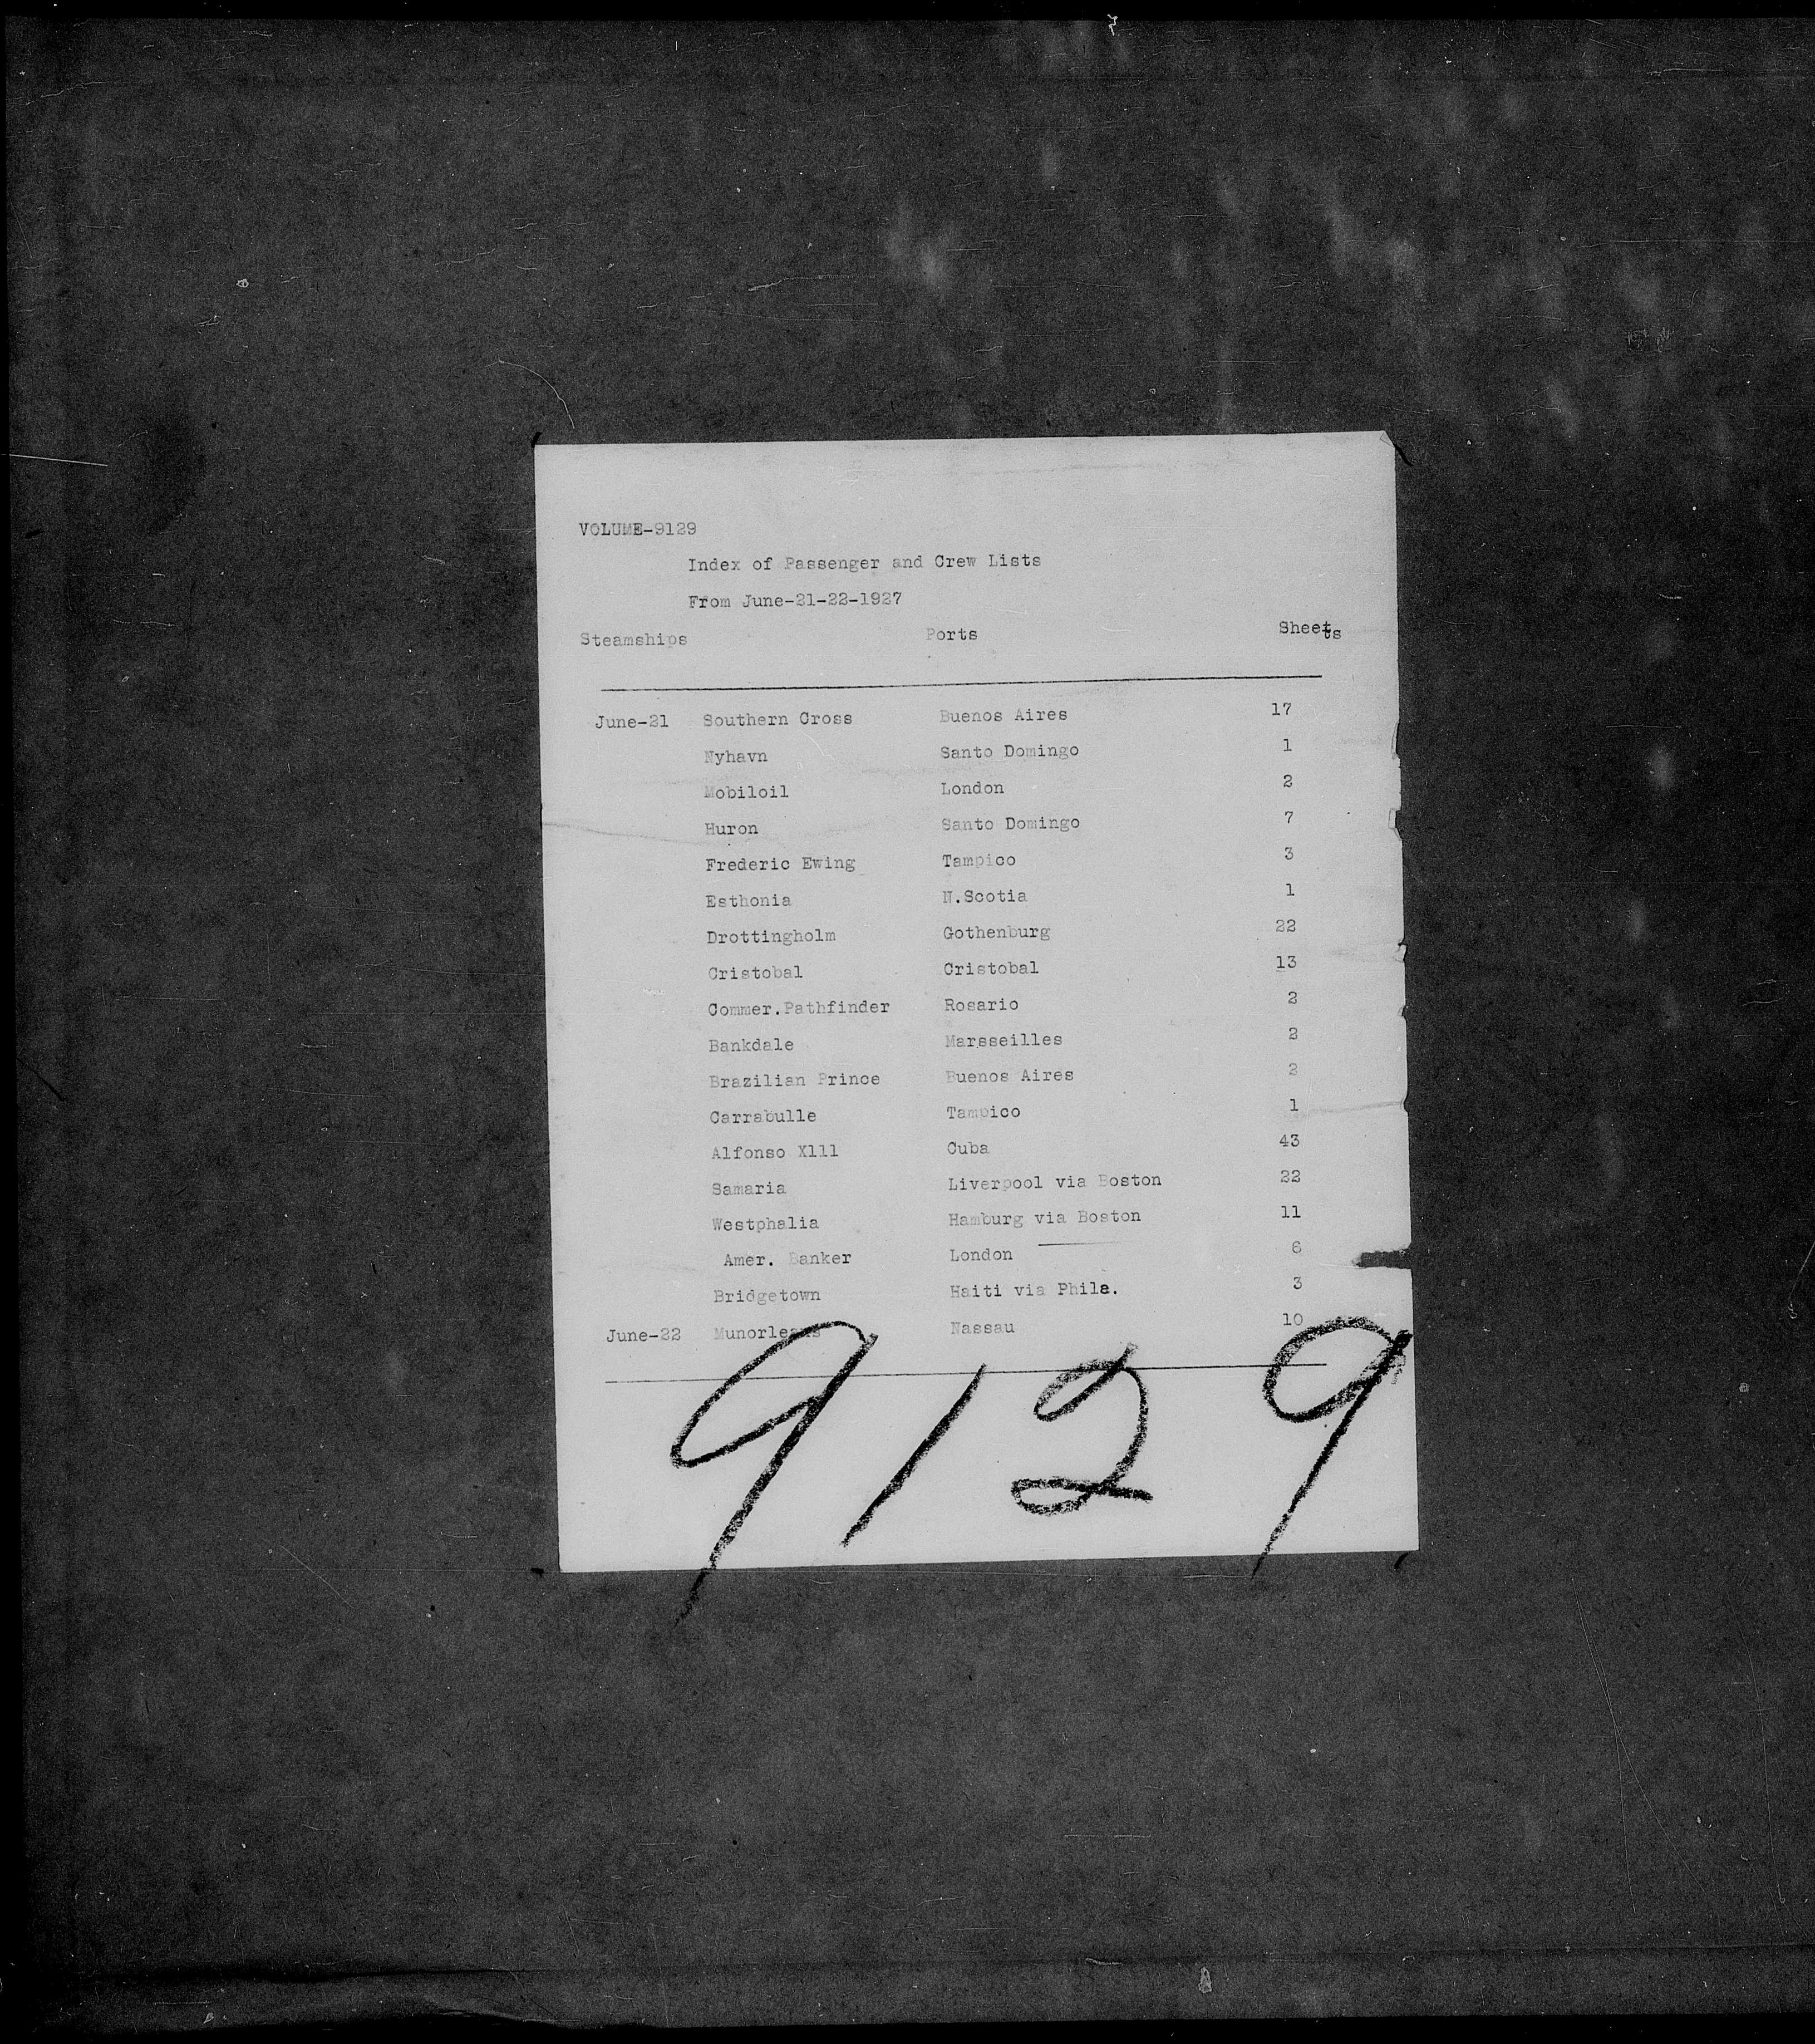 VOLUME-9129
Index of Passenger and Crew Lists
From June-21-22-1927
Steamships Ports Sheetts
June-21 Southern Cross Buenos Aires 17
Nyhavn Santo Domingo 1
Mobiloil London 2
Huron Santo Domingo 7
Frederic Ewing Tampico 3
Esthonia N.Scotia 1
Drottingholm Gothenburg 22
Cristobal Cristobal 13
Commer.Pathfinder Rosario 2
Bankdale Marsseilles 2
Brazilian Prince Buenos Aires 2
Carrabulle Tampico 1
Alfonso X111 Cuba 43
Samaria Liverpool via Boston 22
Westphalia Hamburg via Boston 11
Amer. Banker London 6
Bridgetown Haiti via Phila. 3
June-22 Munorleans Nassau 10
9129